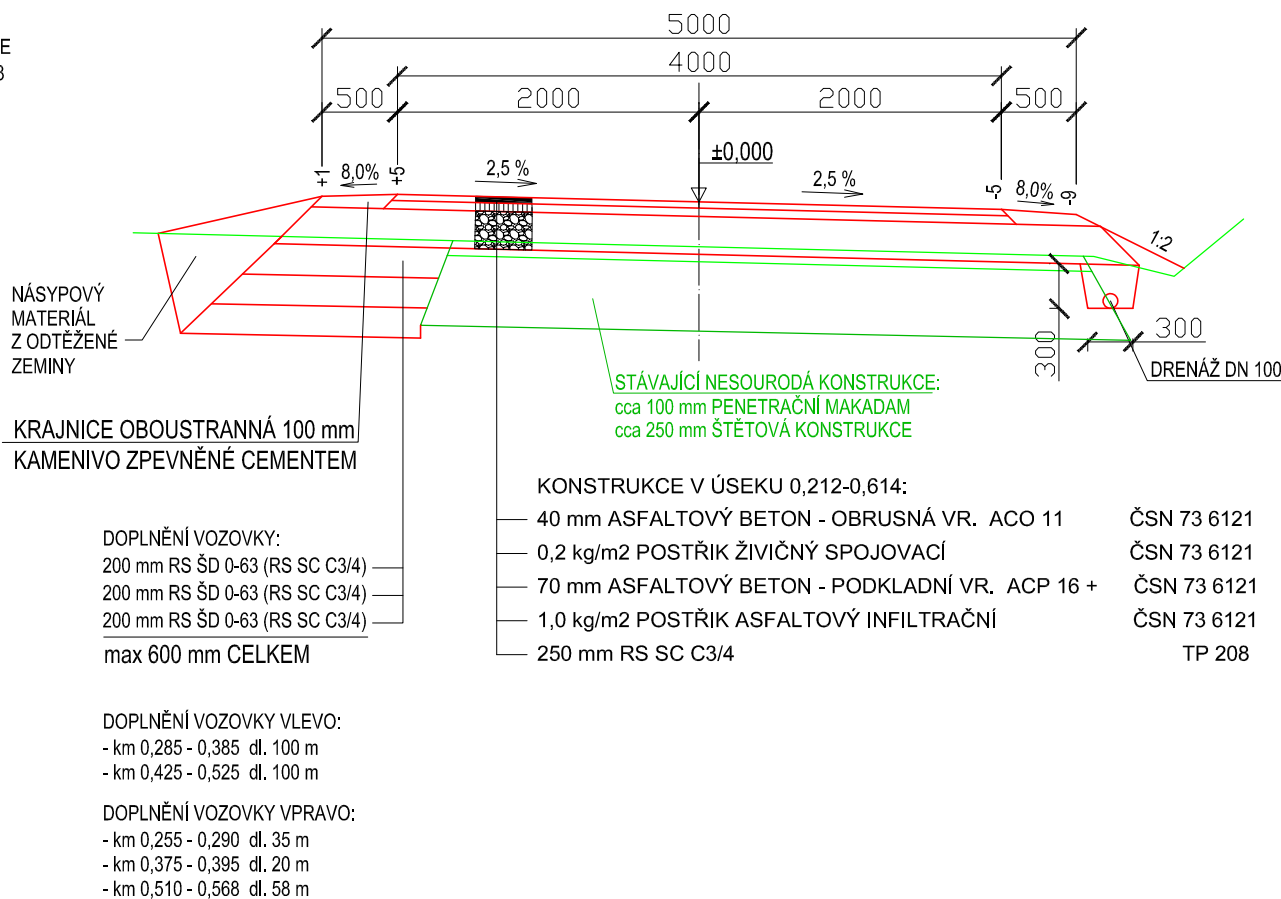 E
3
5000
4000
500
2000
2000
500
±0,000
+1
8,0%
+5
2,5 %
2,5 %
-5
8,0%
-9
1:2
NÁSYPOVÝ
MATERIÁL
Z ODTĚŽENÉ
ZEMINY
300
300
DRENÁŽ DN 100
STÁVAJÍCÍ NESOURODÁ KONSTRUKCE:
cca 100 mm PENETRAČNÍ MAKADAM
cca 250 mm ŠTĚTOVÁ KONSTRUKCE
KRAJNICE OBOUSTRANNÁ 100 mm
KAMENIVO ZPEVNĚNÉ CEMENTEM
KONSTRUKCE V ÚSEKU 0,212-0,614:
40 mm ASFALTOVÝ BETON - OBRUSNÁ VR. ACO 11 ČSN 73 6121
0,2 kg/m2 POSTŘIK ŽIVIČNÝ SPOJOVACÍ ČSN 73 6121
70 mm ASFALTOVÝ BETON - PODKLADNÍ VR. ACP 16 + ČSN 73 6121
1,0 kg/m2 POSTŘIK ASFALTOVÝ INFILTRAČNÍ ČSN 73 6121
250 mm RS SC C3/4 TP 208
DOPLNĚNÍ VOZOVKY:
200 mm RS ŠD 0-63 (RS SC C3/4)
200 mm RS ŠD 0-63 (RS SC C3/4)
200 mm RS ŠD 0-63 (RS SC C3/4)
max 600 mm CELKEM
DOPLNĚNÍ VOZOVKY VLEVO:
- km 0,285 - 0,385 dl. 100 m
- km 0,425 - 0,525 dl. 100 m
DOPLNĚNÍ VOZOVKY VPRAVO:
- km 0,255 - 0,290 dl. 35 m
- km 0,375 - 0,395 dl. 20 m
- km 0,510 - 0,568 dl. 58 m